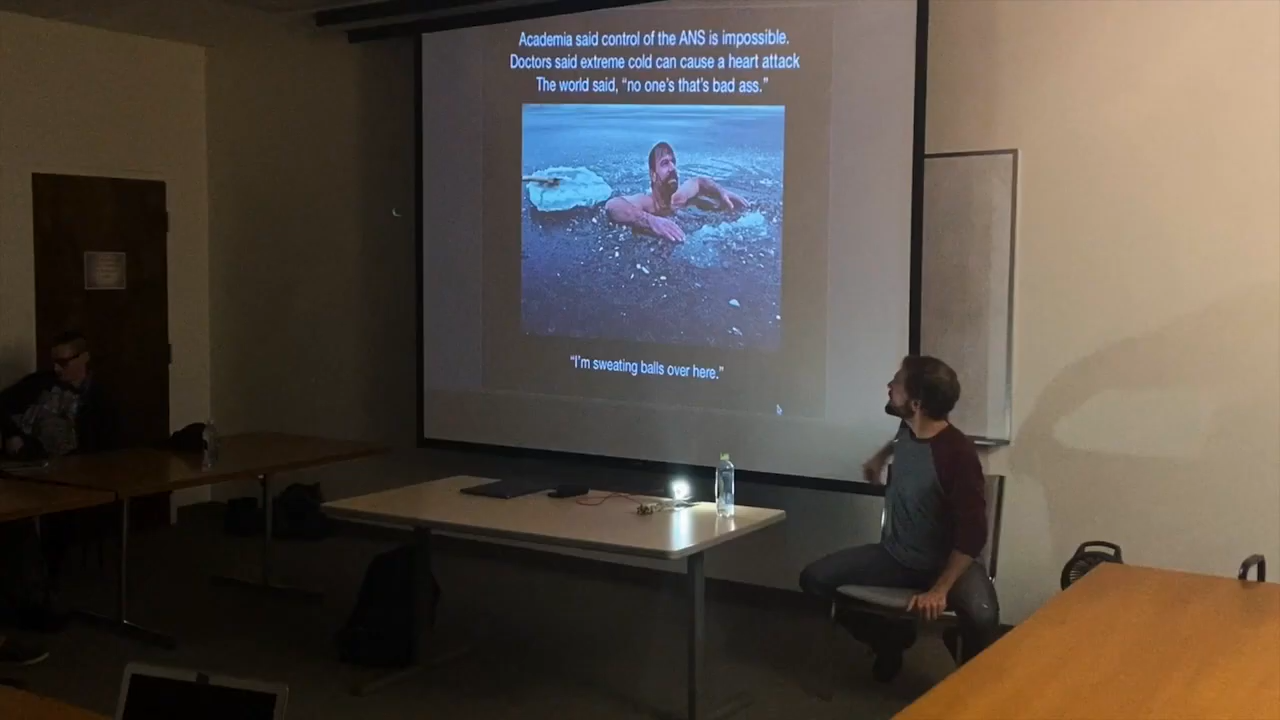 Academia said control of the ANS is impossible.
Doctors said extreme cold can cause a heart attack
The world said, “no one’s that’s bad ass.”
“I’m sweating balls over here.”